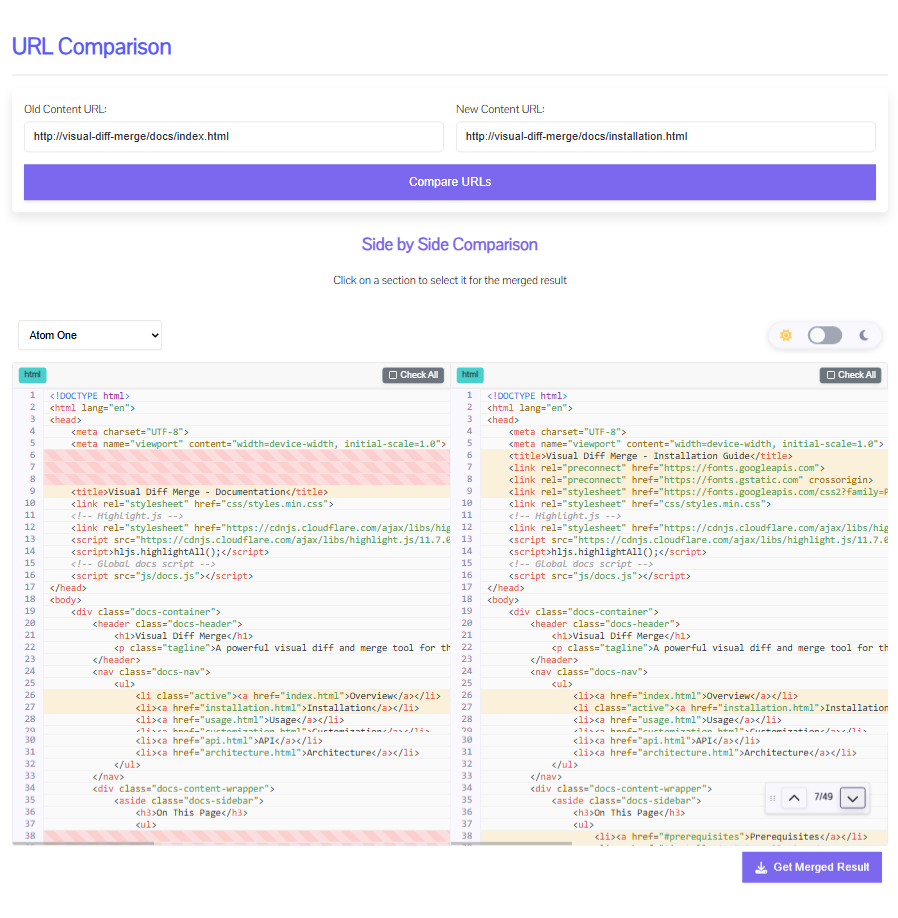 URL Comparison
Old Content URL:
http://visual-diff-merge/docs/index.html
New Content URL:
http://visual-diff-merge/docs/installation.html
Compare URLs
Side by Side Comparison
Click on a section to select it for the merged result
Atom One
html
Check All
1 <!DOCTYPE html>
2 <html lang="en">
3 <head>
4 <meta charset="UTF-8">
5 <meta name="viewport" content="width=device-width, initial-scale=1.0">
6
7
8
9 <title>Visual Diff Merge - Documentation</title>
10 <link rel="stylesheet" href="css/styles.min.css">
11 <!-- HighLight.js -->
12 <link rel="stylesheet" href="https://cdnjs.cloudflare.com/ajax/libs/hig
13 <script src="https://cdnjs.cloudflare.com/ajax/libs/highlight.js/11.7.0
14 <script>hljs.highlightAll();</script>
15 <!-- Global docs script -->
16 <script src="js/docs.js"></script>
17 </head>
18 <body>
19 <div class="docs-container">
20 <header class="docs-header">
21 <h1>Visual Diff Merge</h1>
22 <p class="tagline">A powerful visual diff and merge tool for th
23 </header>
24 <nav class="docs-nav">
25 <ul>
26 <li class="active"><a href="index.html">Overview</a></li>
27 <li><a href="installation.html">Installation</a></li>
28 <li><a href="usage.html">Usage</a></li>
29 <li><a href="customization.html">Customization</a></li>
30 <li><a href="api.html">API</a></li>
31 <li><a href="architecture.html">Architecture</a></li>
32 </ul>
33 </nav>
34 <div class="docs-content-wrapper">
35 <aside class="docs-sidebar">
36 <h3>On This Page</h3>
37 <ul>
38
html
Check All
1 <!DOCTYPE html>
2 <html lang="en">
3 <head>
4 <meta charset="UTF-8">
5 <meta name="viewport" content="width=device-width, initial-scale=1.0">
6 <title>Visual Diff Merge - Installation Guide</title>
7 <link rel="preconnect" href="https://fonts.googleapis.com">
8 <link rel="preconnect" href="https://fonts.gstatic.com" crossorigin>
9 <link rel="stylesheet" href="https://fonts.googleapis.com/css2?family=P
10 <link rel="stylesheet" href="css/styles.min.css">
11 <!-- HighLight.js -->
12 <link rel="stylesheet" href="https://cdnjs.cloudflare.com/ajax/libs/hig
13 <script src="https://cdnjs.cloudflare.com/ajax/libs/highlight.js/11.7.0
14 <script>hljs.highlightAll();</script>
15 <!-- Global docs script -->
16 <script src="js/docs.js"></script>
17 </head>
18 <body>
19 <div class="docs-container">
20 <header class="docs-header">
21 <h1>Visual Diff Merge</h1>
22 <p class="tagline">A powerful visual diff and merge tool for th
23 </header>
24 <nav class="docs-nav">
25 <ul>
26 <li><a href="index.html">Overview</a></li>
27 <li class="active"><a href="installation.html">Installation
28 <li><a href="usage.html">Usage</a></li>
29 <li><a href="customization.html">Customization</a></li>
30 <li><a href="api.html">API</a></li>
31 <li><a href="architecture.html">Architecture</a></li>
32 </ul>
33 </nav>
34 <div class="docs-content-wrapper">
35 <aside class="docs-sidebar">
36 <h3>On This Page</h3>
37 <ul>
38 <li><a href="#prerequisites">Prerequisites</a></li>
7/49
Get Merged Result